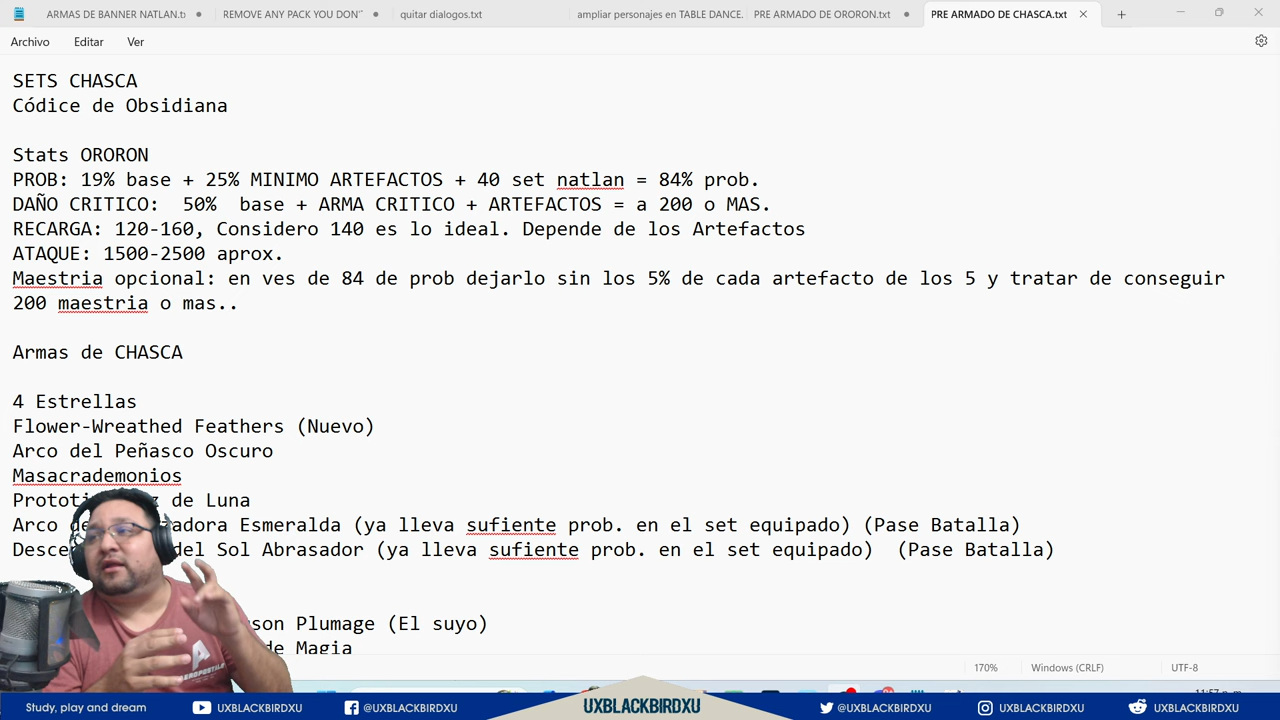 ARMAS DE BANNER NATLAN.t
REMOVE ANY PACK YOU DON'
quitar dialogos.txt
ampliar personajes en TABLE DANCE.
PRE ARMADO DE ORORON.txt
PRE ARMADO DE CHASCA.txt
Archivo Editar Ver
SETS CHASCA
Códice de Obsidiana
Stats ORORON
PROB: 19% base + 25% MINIMO ARTEFACTOS + 40 set natlan = 84% prob.
DAÑO CRITICO: 50% base + ARMA CRITICO + ARTEFACTOS = a 200 o MAS.
RECARGA: 120-160, Considero 140 es lo ideal. Depende de los Artefactos
ATAQUE: 1500-2500 aprox.
Maestria opcional: en ves de 84 de prob dejarlo sin los 5% de cada artefacto de los 5 y tratar de conseguir
200 maestria o mas..
Armas de CHASCA
4 Estrellas
Flower-Wreathed Feathers (Nuevo)
Arco del Peñasco Oscuro
Masacrademonios
de Luna
Arco Esmeralda (ya lleva sufiente prob. en el set equipado) (Pase Batalla)
del Sol Abrasador (ya lleva sufiente prob. en el set equipado) (Pase Batalla)
Plumage (El suyo)
de Magia
170% Windows (CRLF) UTF-8
Study, play and dream
UXBLACKBIRDXU
@UXBLACKBIRDXU
UXBLACKBIRDXU
@UXBLACKBIRDXU
UXBLACKBIRDXU
UXBLACKBIRDXU